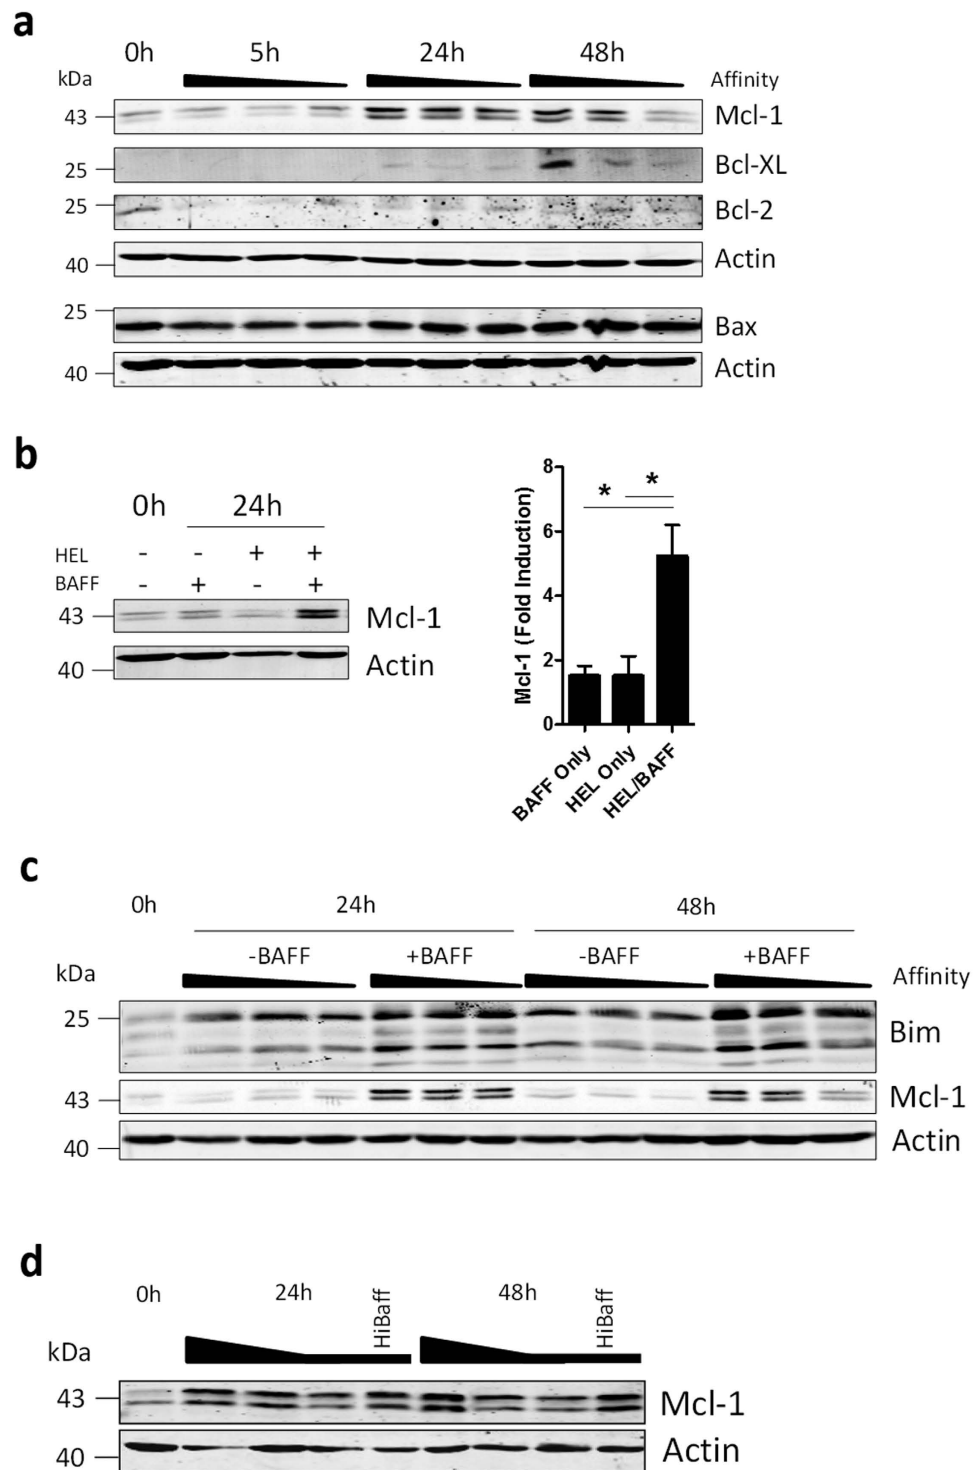 a
0h 5h 24h 48h
kDa Affinity
43 Mcl-1
25 Bcl-XL
25 Bcl-2
40 Actin
25 Bax
40 Actin
b
0h 24h
HEL - - + +
BAFF - + - +
43 Mcl-1
40 Actin
Mcl-1 (Fold Induction)
8
6
4
2
0
* *
BAFF Only
HEL Only
HEL/BAFF
c
0h 24h 48h
-BAFF +BAFF -BAFF +BAFF
kDa Affinity
25 Bim
43 Mcl-1
40 Actin
d
0h 24h HiBaff 48h HiBaff
kDa
43 Mcl-1
40 Actin